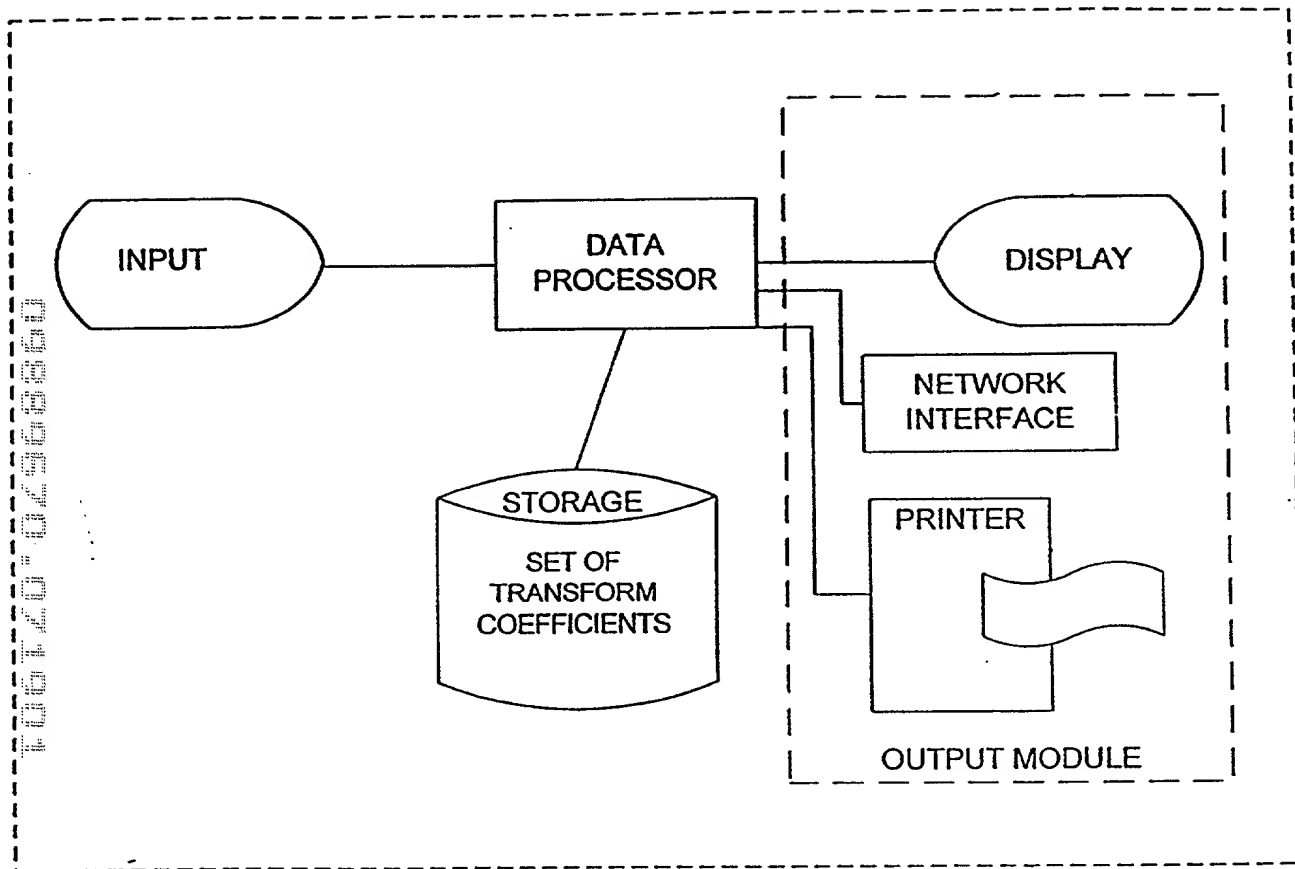 INPUT
DATA
PROCESSOR
DISPLAY
NETWORK
INTERFACE
STORAGE
SET OF
TRANSFORM
COEFFICIENTS
PRINTER
OUTPUT MODULE